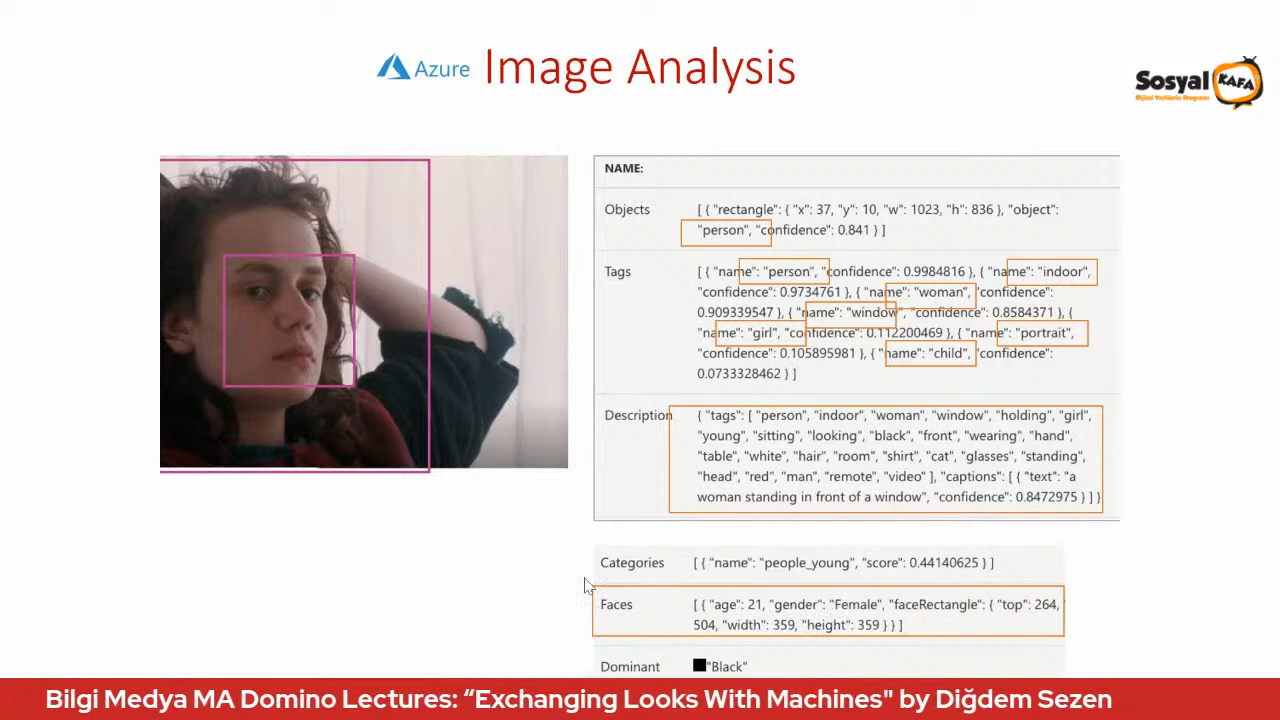 Azure Image Analysis
Sosyal KAFA
Dijital Yerlilerin Programı
NAME:
Objects
[ { "rectangle": { "x": 37, "y": 10, "w": 1023, "h": 836 }, "object":
"person", "confidence": 0.841 } ]
Tags
[ { "name": "person", "confidence": 0.9984816 }, { "name": "indoor",
"confidence": 0.9734761 }, { "name": "woman", "confidence":
0.909339547 }, { "name": "window", "confidence": 0.8584371 }, {
"name": "girl", "confidence": 0.112200469 }, { "name": "portrait",
"confidence": 0.105895981 }, { "name": "child", "confidence":
0.0733328462 } ]
Description
{ "tags": [ "person", "indoor", "woman", "window", "holding", "girl",
"young", "sitting", "looking", "black", "front", "wearing", "hand",
"table", "white", "hair", "room", "shirt", "cat", "glasses", "standing",
"head", "red", "man", "remote", "video" ], "captions": [ { "text": "a
woman standing in front of a window", "confidence": 0.8472975 } ] }
Categories
[ { "name": "people_young", "score": 0.44140625 } ]
Faces
[ { "age": 21, "gender": "Female", "faceRectangle": { "top": 264,
504, "width": 359, "height": 359 } } ]
Dominant
"Black"
Bilgi Medya MA Domino Lectures: “Exchanging Looks With Machines" by Diğdem Sezen